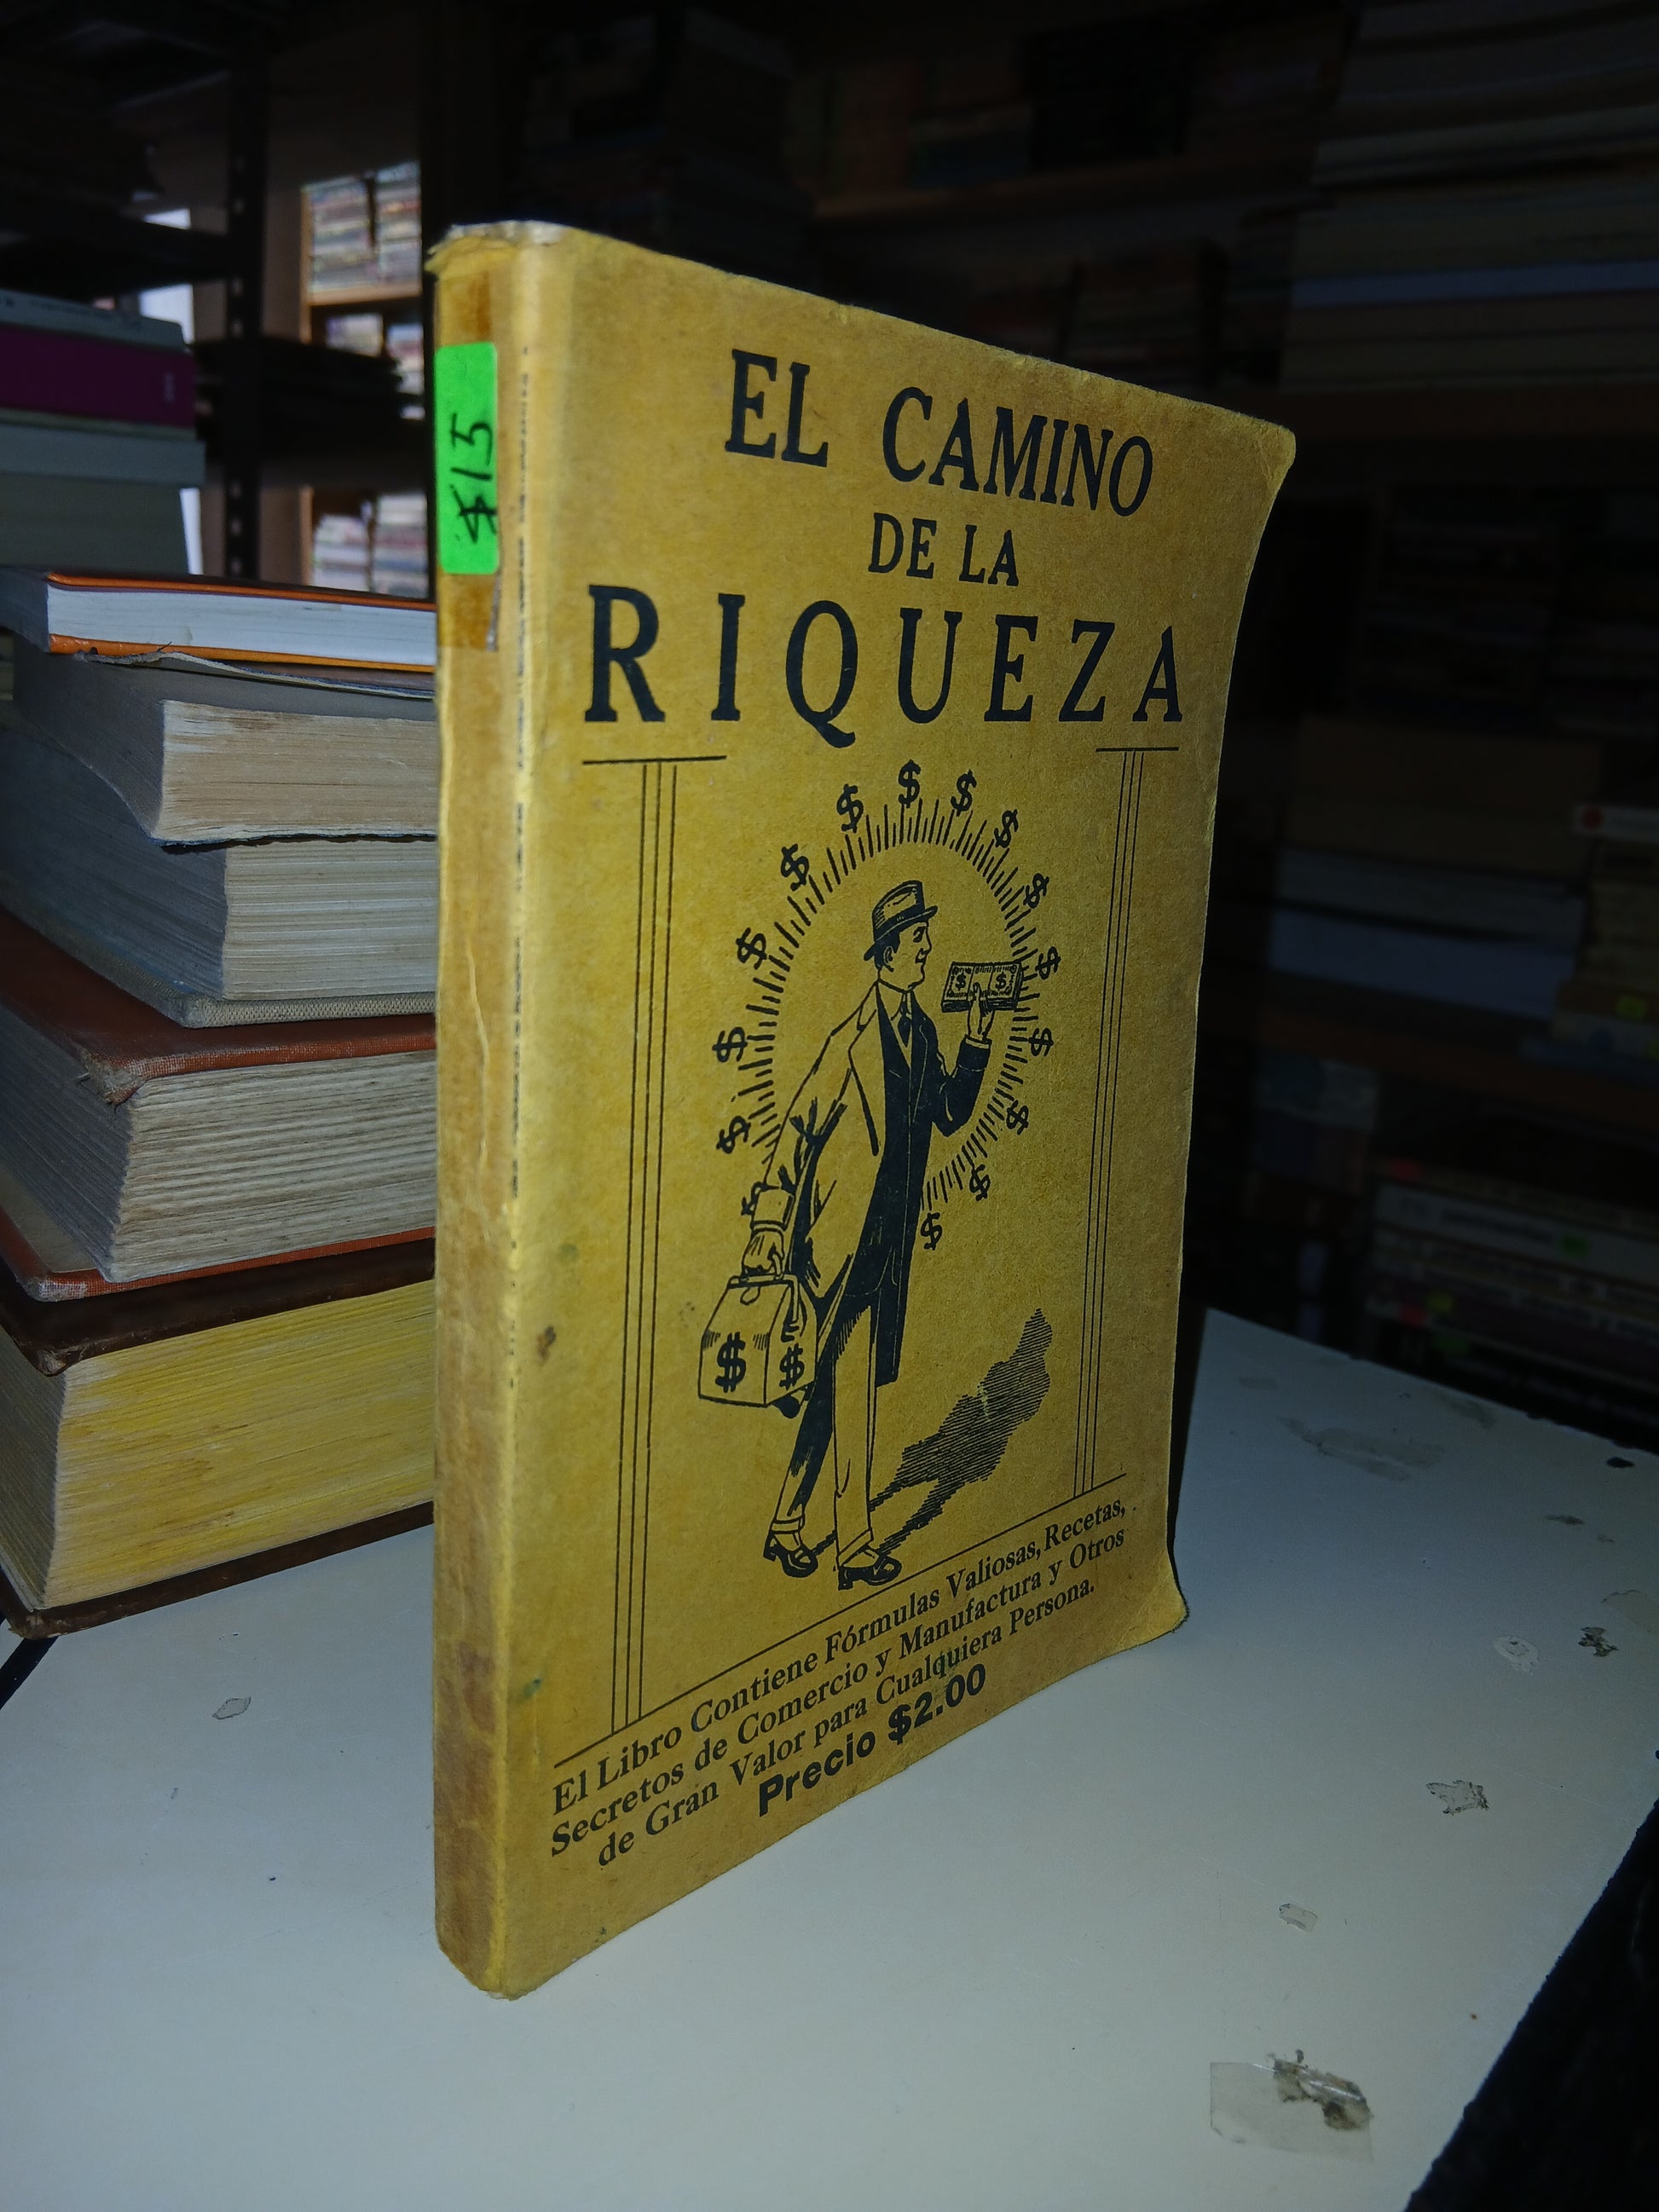 $15
EL CAMINO
DE LA
RIQUEZA
$ $ $ $ $ $ $ $ $ $ $ $ $ $
$ $
$ $
El Libro Contiene Fórmulas Valiosas, Recetas,
Secretos de Comercio y Manufactura y Otros
de Gran Valor para Cualquiera Persona.
Precio $2.00